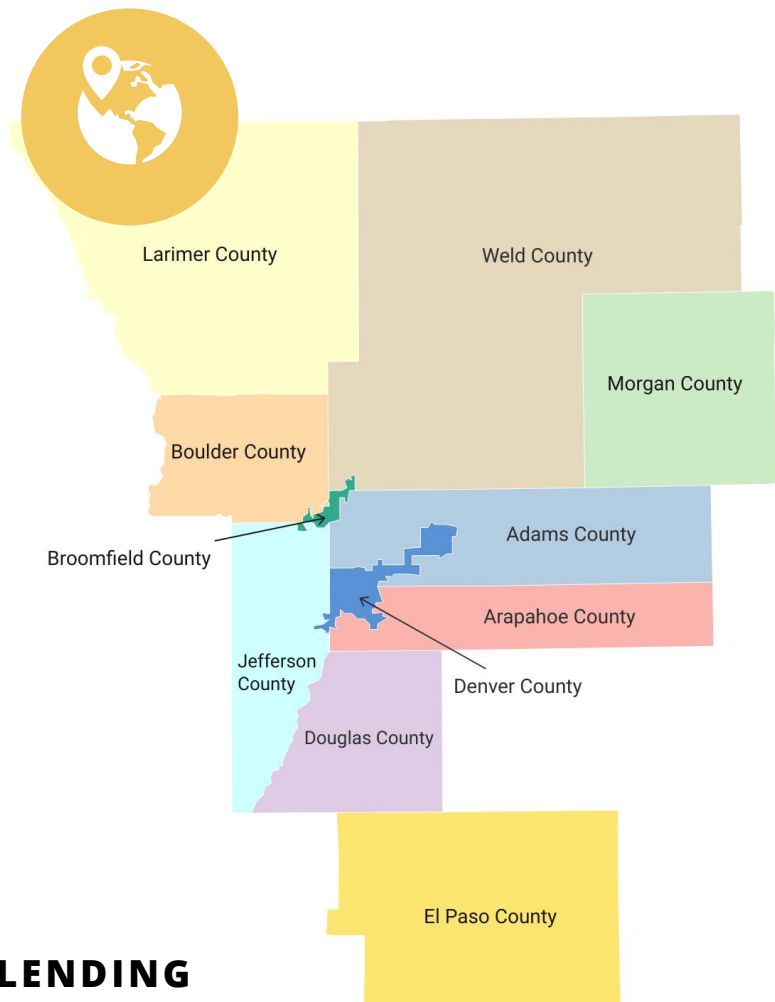 Larimer County
Weld County
Morgan County
Boulder County
Adams County
Broomfield County
Arapahoe County
Jefferson
County
Denver County
Douglas County
El Paso County
LENDING